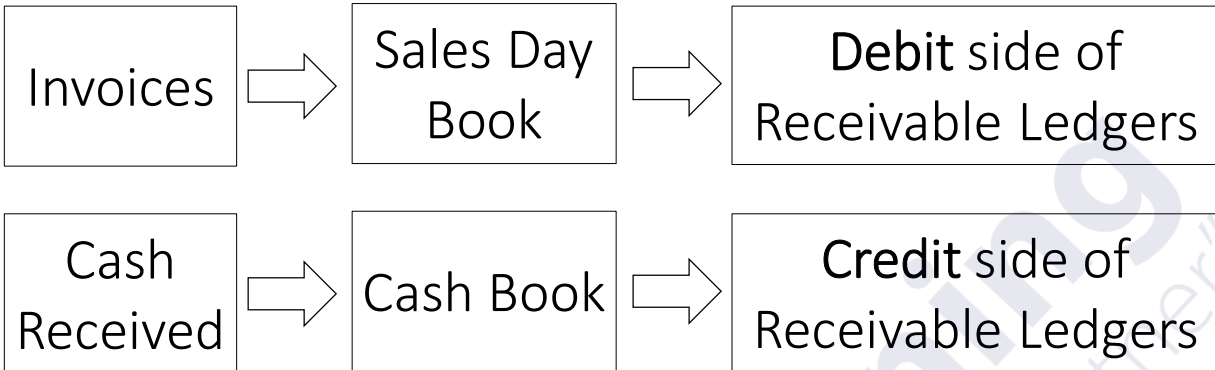 Invoices
Sales Day
Book
Debit side of
Receivable Ledgers
Cash
Received
Cash Book
Credit side of
Receivable Ledgers